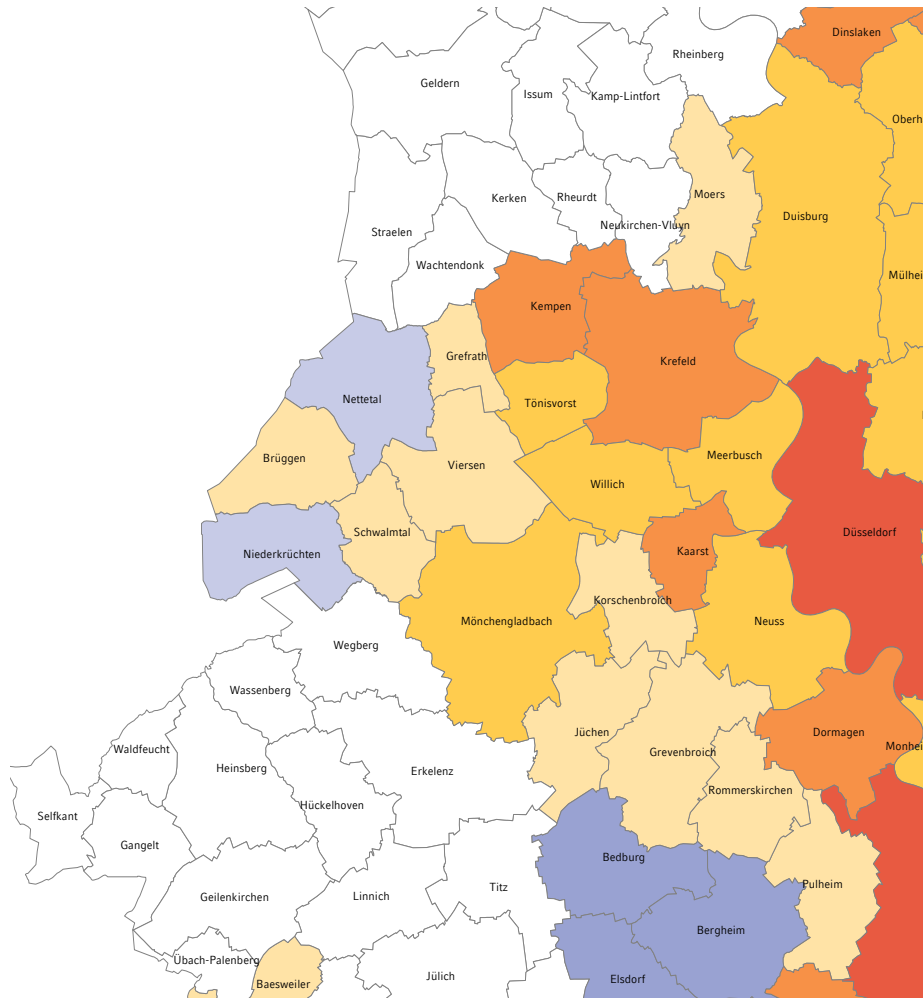 Dinslaken
Rheinberg
Geldern
Issum
Kamp-Lintfort
Oberh
Moers
Kerken
Rheurdt
Duisburg
Neukirchen-Vluyn
Straelen
Wachtendonk
Mülhei
Kempen
Grefrath
Krefeld
Nettetal
Tönisvorst
Brüggen
Viersen
Meerbusch
Willich
Schwalmtal
Düsseldorf
Niederkrüchten
Kaarst
Korschenbroich
Mönchengladbach
Neuss
Wegberg
Wassenberg
Jüchen
Dormagen
Waldfeucht
Grevenbroich
Monhei
Heinsberg
Erkelenz
Rommerskirchen
Hückelhoven
Selfkant
Gangelt
Bedburg
Pulheim
Titz
Geilenkirchen
Linnich
Bergheim
Übach-Palenberg
Jülich
Elsdorf
Baesweiler